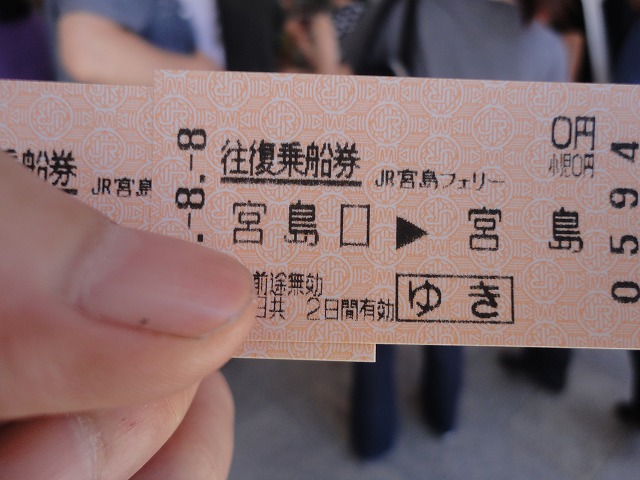 船券
JR宮島
.-8.-8
往復乗船券
JR宮島フェリー
0円
小児0円
宮島口▶宮島
前途無効
日共 2日間有効
ゆき
0594